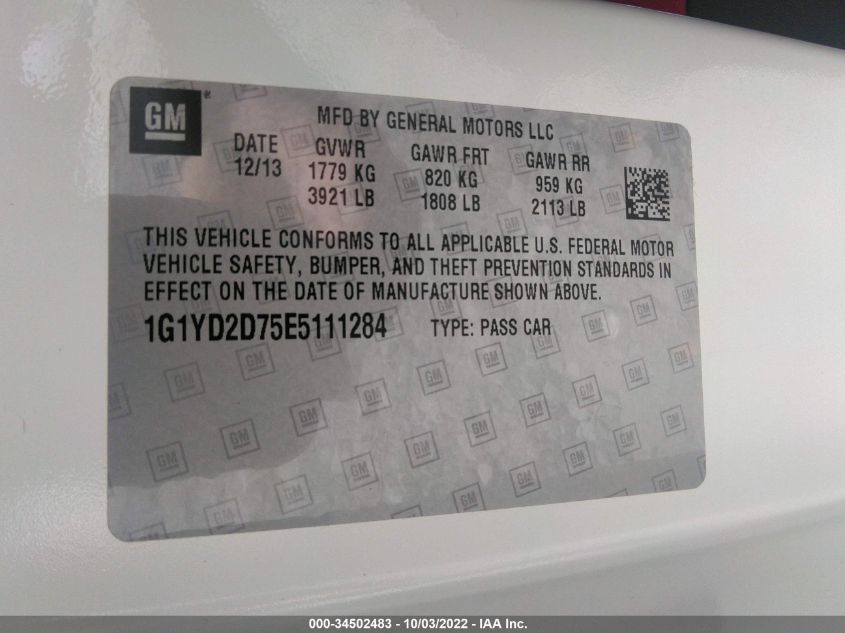 GM
MFD BY GENERAL MOTORS LLC
DATE GVWR GAWR FRT GAWR RR
12/13 1779 KG 820 KG 959 KG
3921 LB 1808 LB 2113 LB
THIS VEHICLE CONFORMS TO ALL APPLICABLE U.S. FEDERAL MOTOR
VEHICLE SAFETY, BUMPER, AND THEFT PREVENTION STANDARDS IN
EFFECT ON THE DATE OF MANUFACTURE SHOWN ABOVE.
1G1YD2D75E5111284 TYPE: PASS CAR
000-34502483 - 10/03/2022 - IAA Inc.